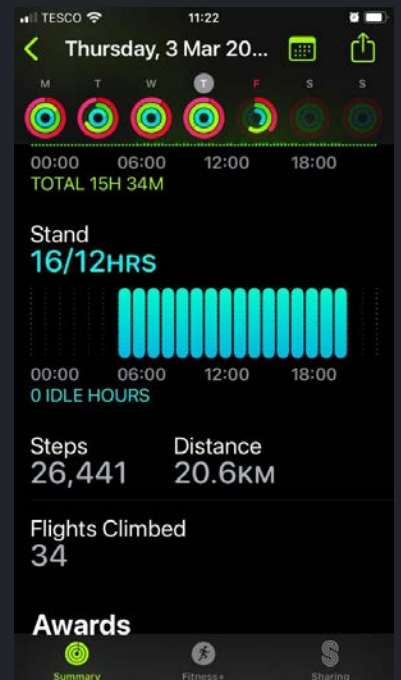 TESCO 11:22
Thursday, 3 Mar 20...
M T W T F S S
00:00 06:00 12:00 18:00
TOTAL 15H 34M
Stand
16/12HRS
00:00 06:00 12:00 18:00
0 IDLE HOURS
Steps Distance
26,441 20.6KM
Flights Climbed
34
Awards
Summary Fitness+ Sharing